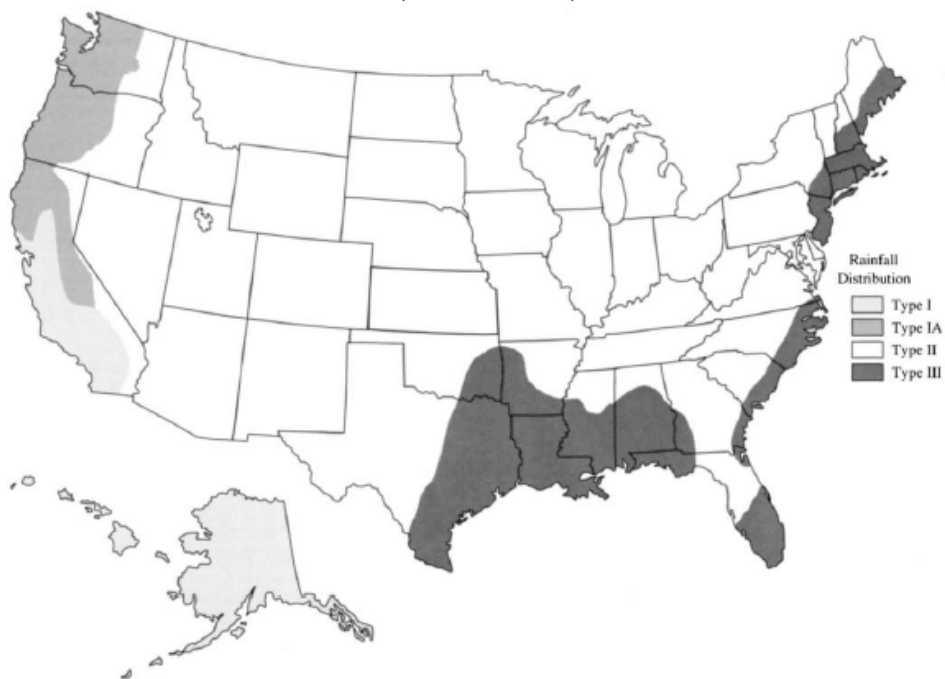 Rainfall
Distribution
Type I
Type IA
Type II
Type III